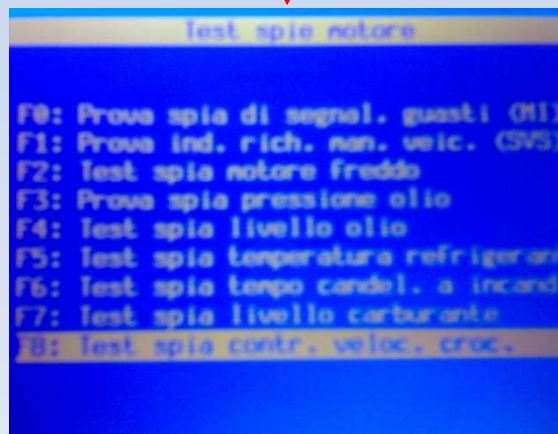 Test spie motore
F0: Prova spia di segnal. guasti (MI)
F1: Prova ind. rich. man. veic. (SVS)
F2: Test spia motore freddo
F3: Prova spia pressione olio
F4: Test spia livello olio
F5: Test spia temperatura refrigeran
F6: Test spia tempo candel. a incand
F7: Test spia livello carburante
F8: Test spia contr. veloc. croc.